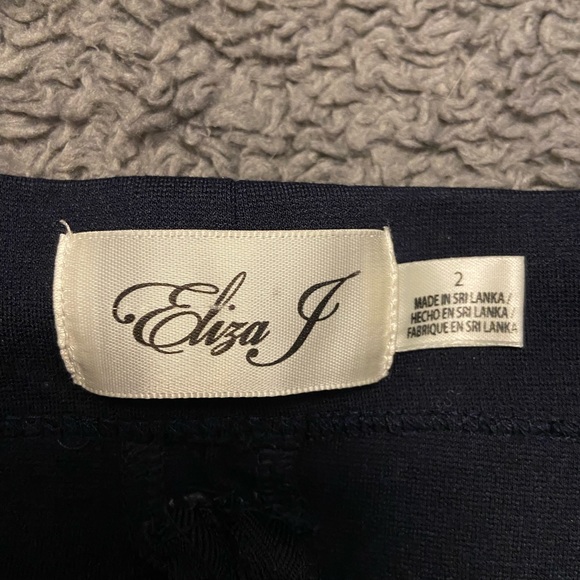 Eliza J
2
MADE IN SRI LANKA /
HECHO EN SRI LANKA /
FABRIQUE EN SRI LANKA